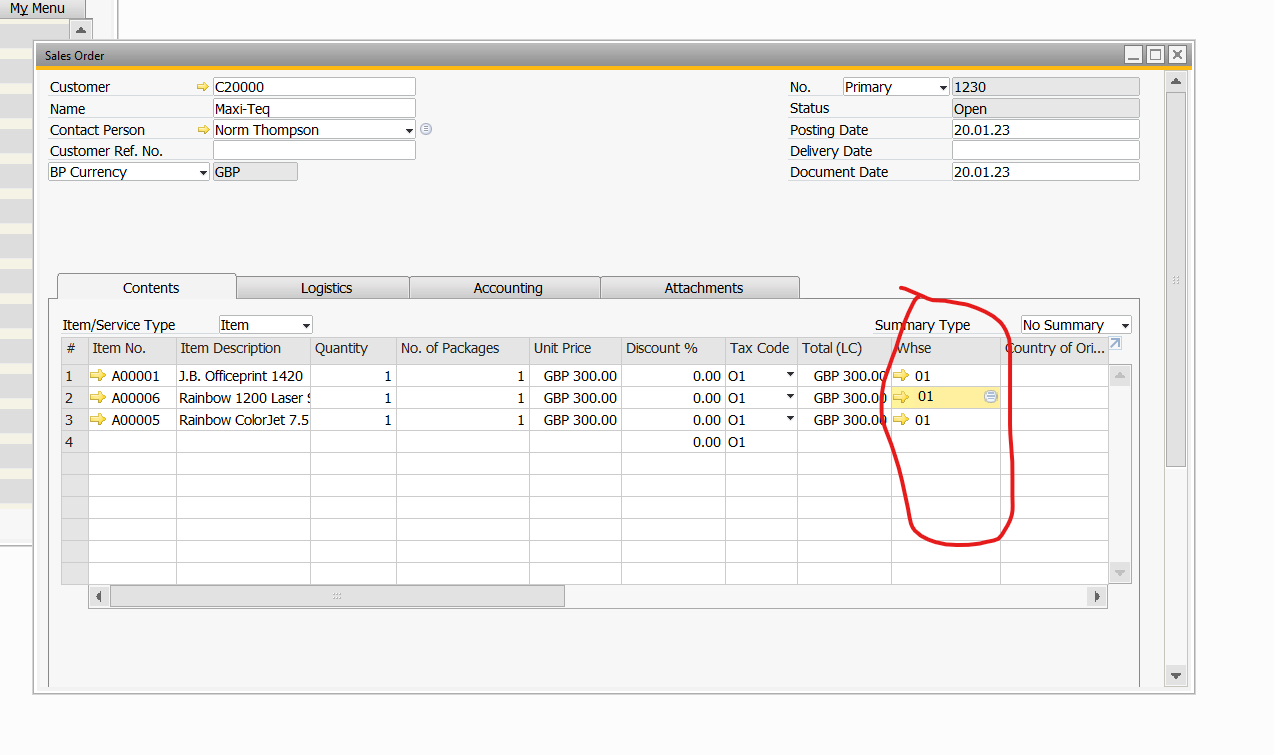 My Menu
Sales Order
Customer C20000 No. Primary 1230
Name Maxi-Teq Status Open
Contact Person Norm Thompson Posting Date 20.01.23
Customer Ref. No. Delivery Date
BP Currency GBP Document Date 20.01.23
Contents Logistics Accounting Attachments
Item/Service Type Item Summary Type No Summary
# Item No. Item Description Quantity No. of Packages Unit Price Discount % Tax Code Total (LC) Whse Country of Ori...
1 A00001 J.B. Officeprint 1420 1 1 GBP 300.00 0.00 O1 GBP 300.00 01
2 A00006 Rainbow 1200 Laser S 1 1 GBP 300.00 0.00 O1 GBP 300.00 01
3 A00005 Rainbow ColorJet 7.5 1 1 GBP 300.00 0.00 O1 GBP 300.00 01
4 0.00 O1